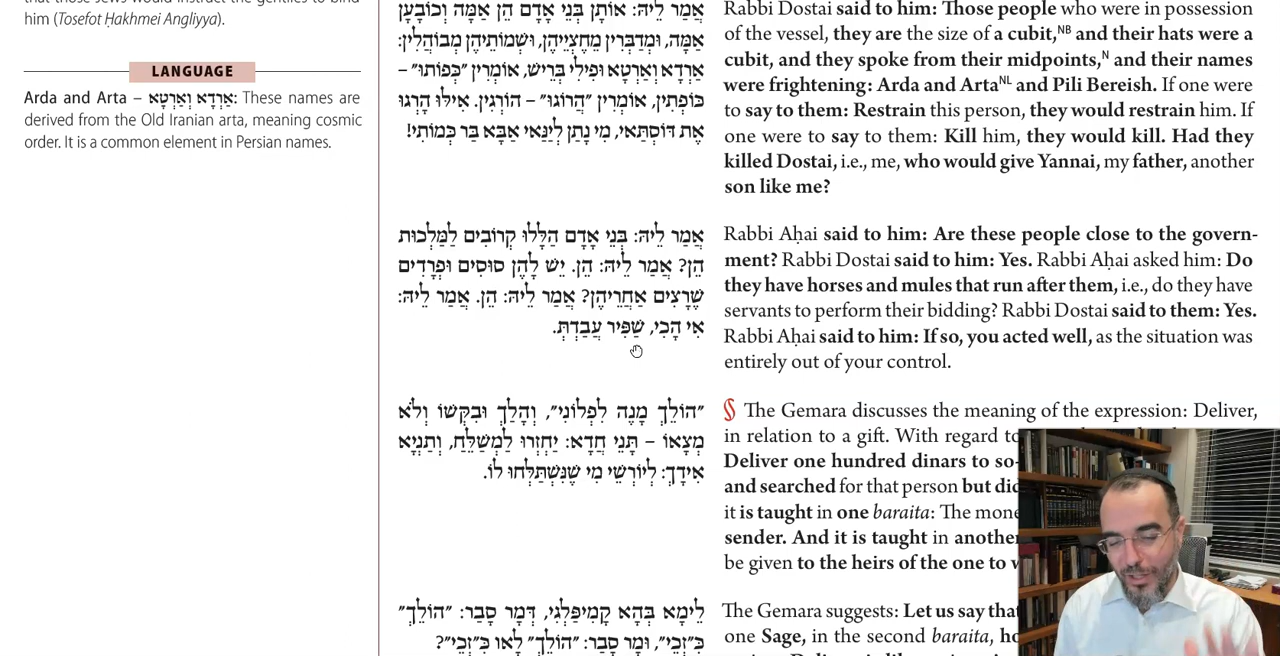 that those Jews would instruct the gentiles to bind
him (Tosefot Ḥakhmei Angliyya).
LANGUAGE
Arda and Arta – אַרְדָּא וְאַרְטָא: These names are
derived from the Old Iranian arta, meaning cosmic
order. It is a common element in Persian names.
אֲמַר לֵיהּ: אוֹתָן בְּנֵי אָדָם הֵן אַמָּה וְכוֹבָעָן
אַמָּה, וּמְדַבְּרִין מֵחֶצְיֵיהֶן, וּשְׁמוֹתֵיהֶן מְבוֹהָלִין:
אַרְדָּא וְאַרְטָא וּפִילֵי בְּרֵישׁ, אוֹמְרִין ״כְּפוֹתוּ״ –
כּוֹפְתִין, אוֹמְרִין ״הֲרוֹגוּ״ – הוֹרְגִין. אִילּוּ הָרְגוּ
אֶת דּוֹסְתַּאי, מִי נָתַן לְיַנַּאי אַבָּא בַּר כְּמוֹתִי!
אֲמַר לֵיהּ: בְּנֵי אָדָם הַלָּלוּ קְרוֹבִים לַמַּלְכוּת
הֵן? אֲמַר לֵיהּ: הֵן. יֵשׁ לָהֶן סוּסִים וּפְרָדִים
שֶׁרָצִים אַחֲרֵיהֶן? אֲמַר לֵיהּ: הֵן. אֲמַר לֵיהּ:
אִי הָכִי, שַׁפִּיר עֲבַדְתְּ.
״הוֹלֵךְ מָנֶה לִפְלוֹנִי״, וְהָלַךְ וּבִקְּשׁוֹ וְלֹא
מְצָאוֹ – תָּנֵי חֲדָא: יַחְזְרוּ לַמְשַׁלֵּחַ, וְתַנְיָא
אִידָךְ: לְיוֹרְשֵׁי מִי שֶׁנִּשְׁתַּלְּחוּ לוֹ.
לֵימָא בְּהָא קָמִיפַּלְגִי, דְּמָר סָבַר: ״הוֹלֵךְ״
כִּ״זְכִי״, וּמָר סָבַר: ״הוֹלֵךְ״ לָאו כִּ״זְכִי״?
Rabbi Dostai said to him: Those people who were in possession
of the vessel, they are the size of a cubit,NB and their hats were a
cubit, and they spoke from their midpoints,N and their names
were frightening: Arda and ArtaNL and Pili Bereish. If one were
to say to them: Restrain this person, they would restrain him. If
one were to say to them: Kill him, they would kill. Had they
killed Dostai, i.e., me, who would give Yannai, my father, another
son like me?
Rabbi Aḥai said to him: Are these people close to the govern-
ment? Rabbi Dostai said to him: Yes. Rabbi Aḥai asked him: Do
they have horses and mules that run after them, i.e., do they have
servants to perform their bidding? Rabbi Dostai said to them: Yes.
Rabbi Aḥai said to him: If so, you acted well, as the situation was
entirely out of your control.
§ The Gemara discusses the meaning of the expression: Deliver,
in relation to a gift. With regard to
Deliver one hundred dinars to so-
and searched for that person but did
it is taught in one baraita: The mone
sender. And it is taught in another
be given to the heirs of the one to
The Gemara suggests: Let us say that
one Sage, in the second baraita,